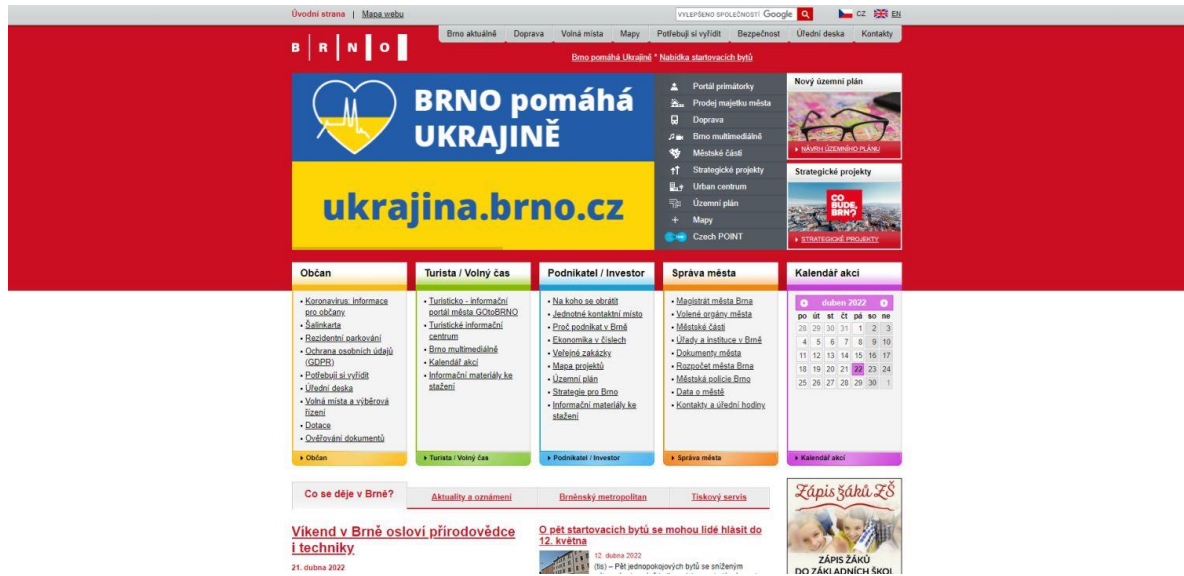 Úvodní strana | Mapa webu
VYLEPŠENO SPOLEČNOSTÍ Google
CZ EN
Brno aktuálně Doprava Volná místa Mapy Potřebuji si vyřídit Bezpečnost Úřední deska Kontakty
B R N O
Brno pomáhá Ukrajině * Nabídka startovacích bytů
BRNO pomáhá
UKRAJINĚ
ukrajina.brno.cz
Portál primátorky
Prodej majetku města
Doprava
Brno multimediálně
Městské části
Strategické projekty
Urban centrum
Územní plán
Mapy
Czech POINT
Nový územní plán
NÁVRH ÚZEMNÍHO PLÁNU
Strategické projekty
CO
BUDE,
BRN?
STRATEGICKÉ PROJEKTY
Občan
• Koronavirus: informace
pro občany
• Šalinkarta
• Rezidentní parkování
• Ochrana osobních údajů
(GDPR)
• Potřebuji si vyřídit
• Úřední deska
• Volná místa a výběrová
řízení
• Dotace
• Ověřování dokumentů
Občan
Turista / Volný čas
• Turisticko - informační
portál města GOtoBRNO
• Turistické informační
centrum
• Brno multimediálně
• Kalendář akcí
• Informační materiály ke
stažení
Turista / Volný čas
Podnikatel / Investor
• Na koho se obrátit
• Jednotné kontaktní místo
• Proč podnikat v Brně
• Ekonomika v číslech
• Veřejné zakázky
• Mapa projektů
• Územní plán
• Strategie pro Brno
• Informační materiály ke
stažení
Podnikatel / Investor
Správa města
• Magistrát města Brna
• Volené orgány města
• Městské části
• Úřady a instituce v Brně
• Dokumenty města
• Rozpočet města Brna
• Městská policie Brno
• Data o městě
• Kontakty a úřední hodiny
Správa města
Kalendář akcí
duben 2022
po út st čt pá so ne
28 29 30 31 1 2 3
4 5 6 7 8 9 10
11 12 13 14 15 16 17
18 19 20 21 22 23 24
25 26 27 28 29 30 1
Kalendář akcí
Co se děje v Brně? Aktuality a oznámení Brněnský metropolitan Tiskový servis
Víkend v Brně osloví přírodovědce
i techniky
21. dubna 2022
O pět startovacích bytů se mohou lidé hlásit do
12. května
12. dubna 2022
(tis) – Pět jednopokojových bytů se sníženým
Zápis žáků ZŠ
ZÁPIS ŽÁKŮ
DO ZÁKLADNÍCH ŠKOL